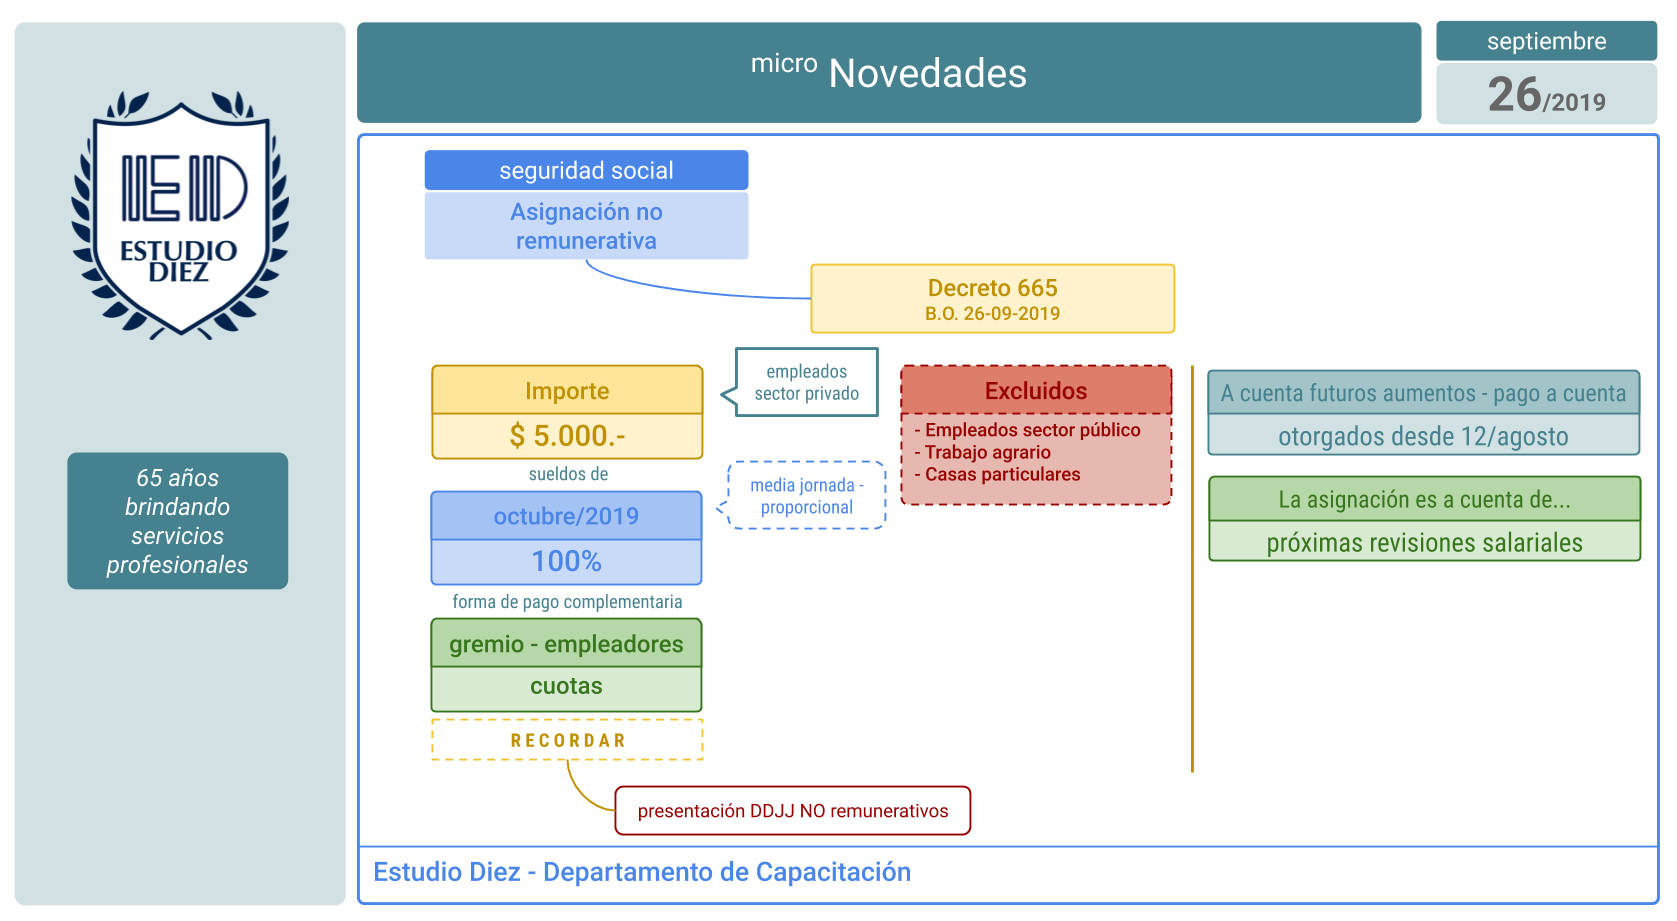 ED
ESTUDIO
DIEZ
65 años
brindando
servicios
profesionales
micro Novedades
septiembre
26/2019
seguridad social
Asignación no
remunerativa
Decreto 665
B.O. 26-09-2019
Importe
$ 5.000.-
empleados
sector privado
sueldos de
octubre/2019
100%
media jornada -
proporcional
forma de pago complementaria
gremio - empleadores
cuotas
RECORDAR
presentación DDJJ NO remunerativos
Excluidos
- Empleados sector público
- Trabajo agrario
- Casas particulares
A cuenta futuros aumentos - pago a cuenta
otorgados desde 12/agosto
La asignación es a cuenta de...
próximas revisiones salariales
Estudio Diez - Departamento de Capacitación